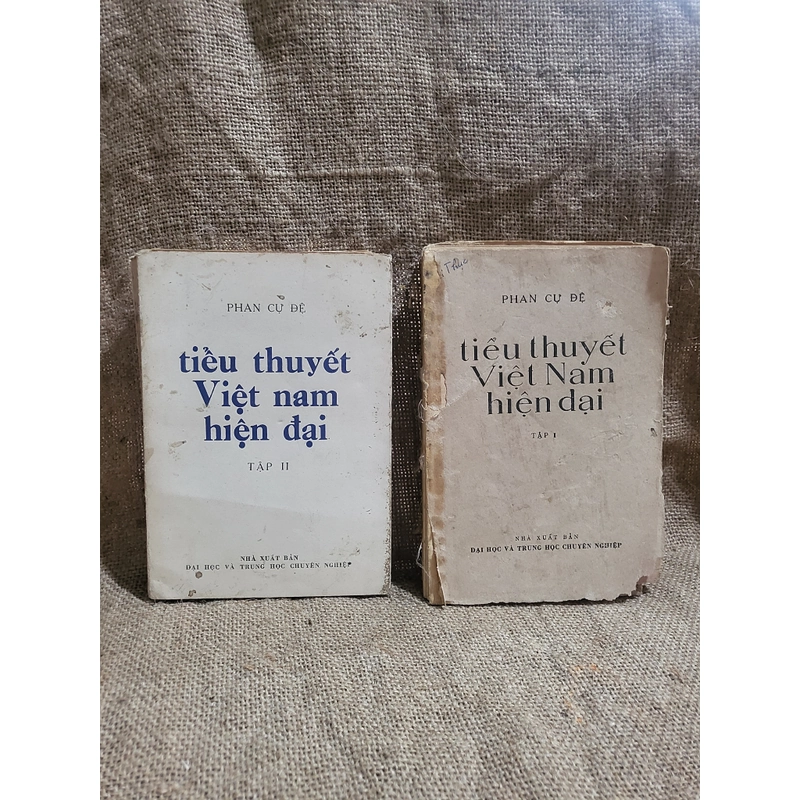 PHAN CỰ ĐỆ
tiểu thuyết
Việt nam
hiện đại
TẬP II
NHÀ XUẤT BẢN
ĐẠI HỌC VÀ TRUNG HỌC CHUYÊN NGHIỆP
PHAN CỰ ĐỆ
tiểu thuyết
Việt Nam
hiện đại
TẬP I
NHÀ XUẤT BẢN
ĐẠI HỌC VÀ TRUNG HỌC CHUYÊN NGHIỆP